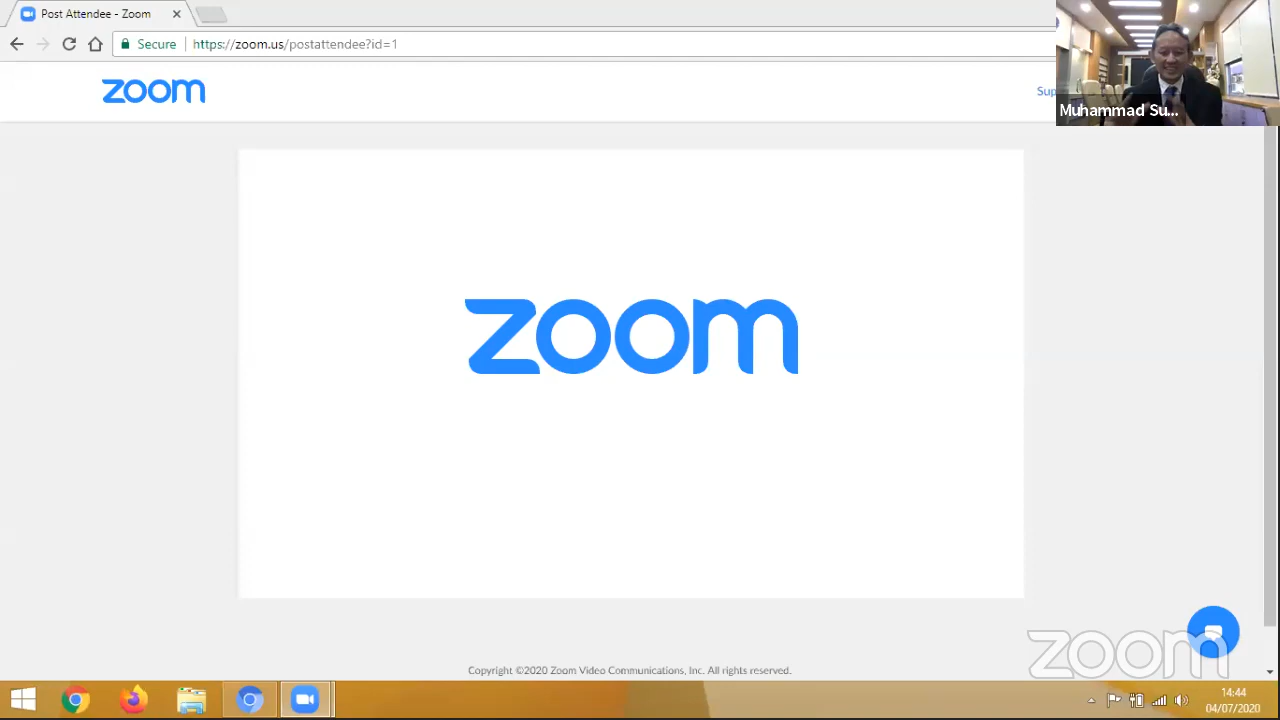 Post Attendee - Zoom
Secure
https://zoom.us/postattendee?id=1
zoom
Sup
Muhammad Su...
zoom
Copyright ©2020 Zoom Video Communications, Inc. All rights reserved.
zoom
14:44
04/07/2020